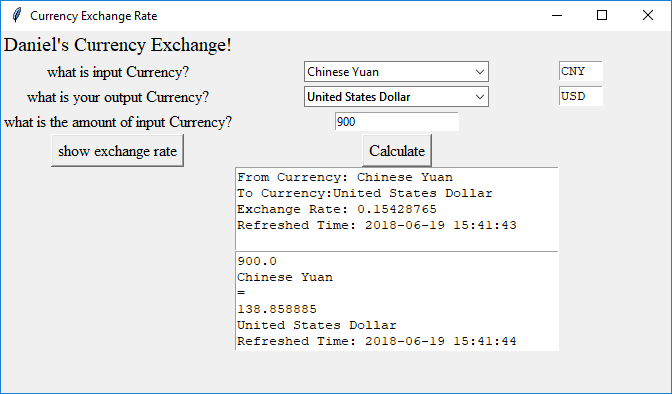 Currency Exchange Rate
Daniel's Currency Exchange!
what is input Currency? Chinese Yuan CNY
what is your output Currency? United States Dollar USD
what is the amount of input Currency? 900
show exchange rate Calculate
From Currency: Chinese Yuan
To Currency:United States Dollar
Exchange Rate: 0.15428765
Refreshed Time: 2018-06-19 15:41:43
900.0
Chinese Yuan
=
138.858885
United States Dollar
Refreshed Time: 2018-06-19 15:41:44